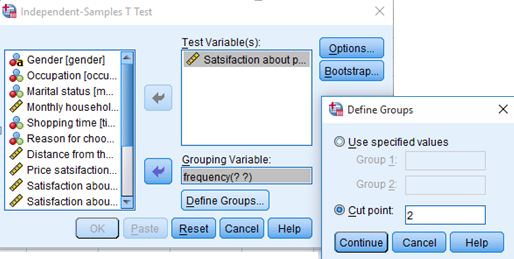 Independent-Samples T Test
Gender [gender]
Occupation [occu...
Marital status [m...
Monthly househol...
Shopping time [ti...
Reason for choo...
Distance from th...
Price satsifaction...
Satisfaction abou...
Satisfaction abou...
Test Variable(s):
Satsifaction about p...
Grouping Variable:
frequency(? ?)
Define Groups...
Options...
Bootstrap...
OK
Paste
Reset
Cancel
Help
Define Groups
Use specified values
Group 1:
Group 2:
Cut point:
2
Continue
Cancel
Help